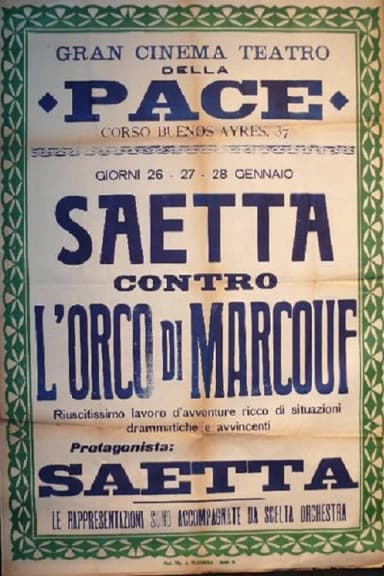 GRAN CINEMA TEATRO
DELLA
PACE
CORSO BUENOS AYRES, 37
GIORNI 26 - 27 - 28 GENNAIO
SAETTA
CONTRO
L'ORCO DI MARCOUF
Riuscitissimo lavoro d'avventure ricco di situazioni
drammatiche e avvincenti
Protagonista:
SAETTA
LE RAPPRESENTAZIONI SONO ACCOMPAGNATE DA SCELTA ORCHESTRA